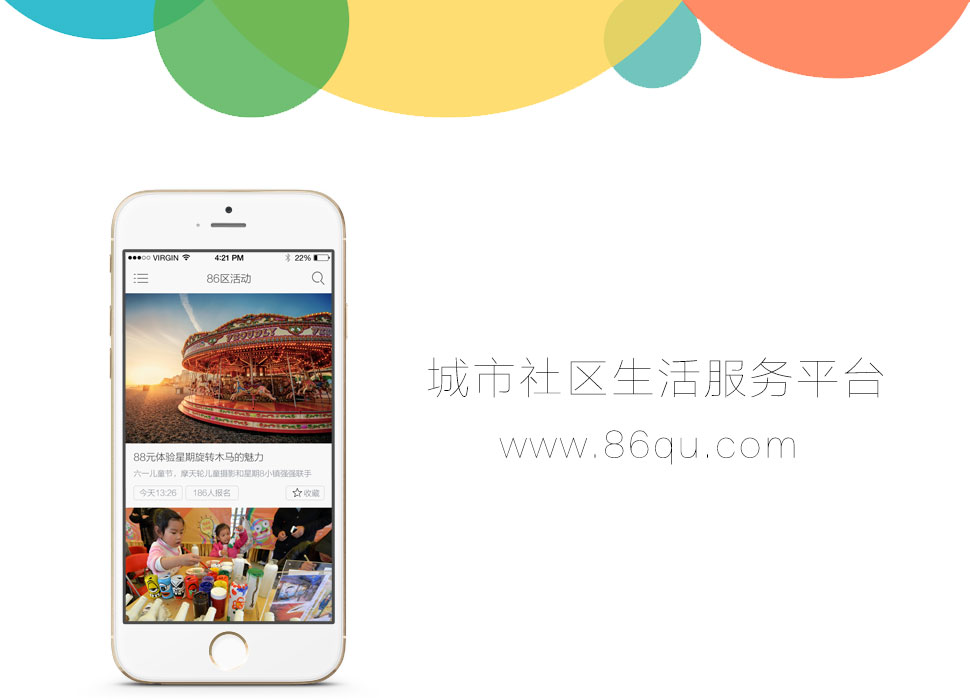 VIRGIN 4:21 PM 22%
86区活动
88元体验星期旋转木马的魅力
六一儿童节，摩天轮儿童摄影和星期8小镇强强联手
今天13:26 186人报名 收藏
城市社区生活服务平台
www.86qu.com